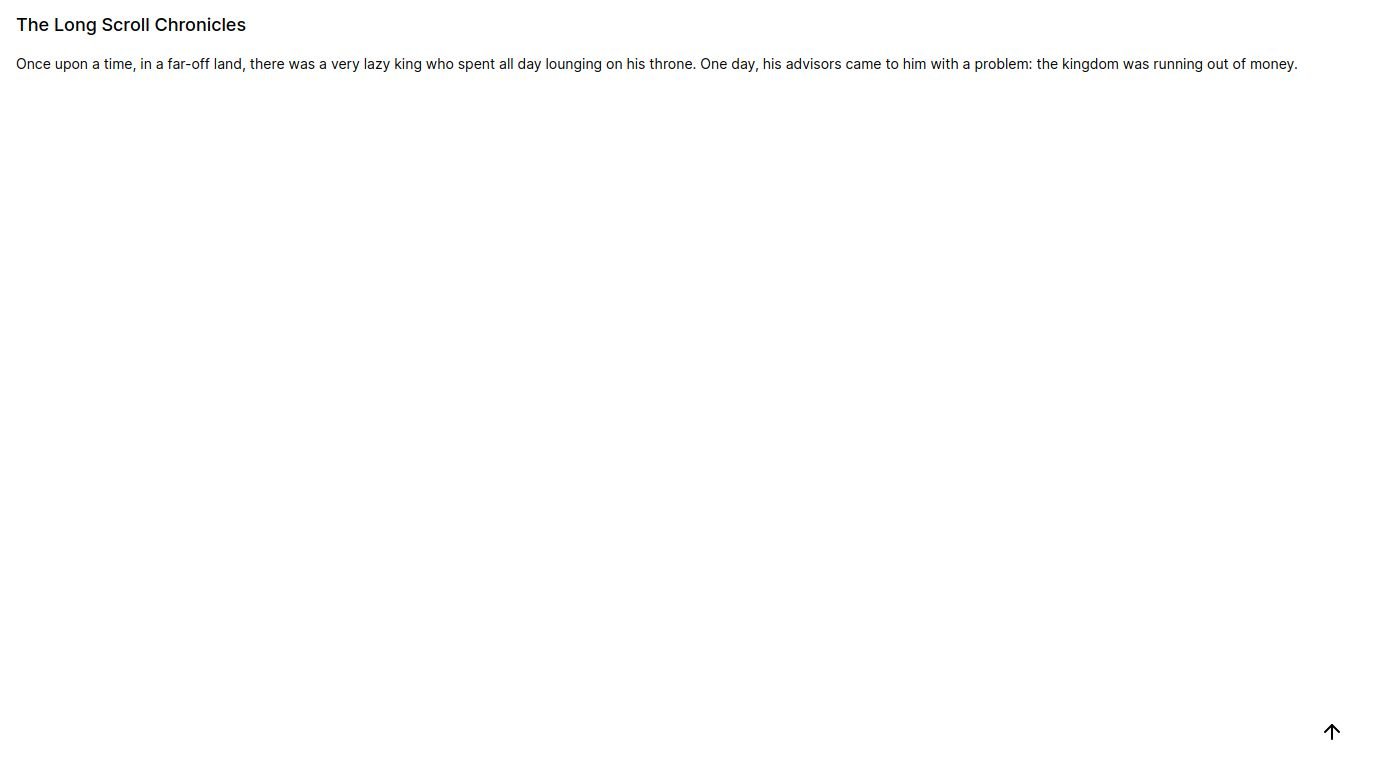 The Long Scroll Chronicles
Once upon a time, in a far-off land, there was a very lazy king who spent all day lounging on his throne. One day, his advisors came to him with a problem: the kingdom was running out of money.